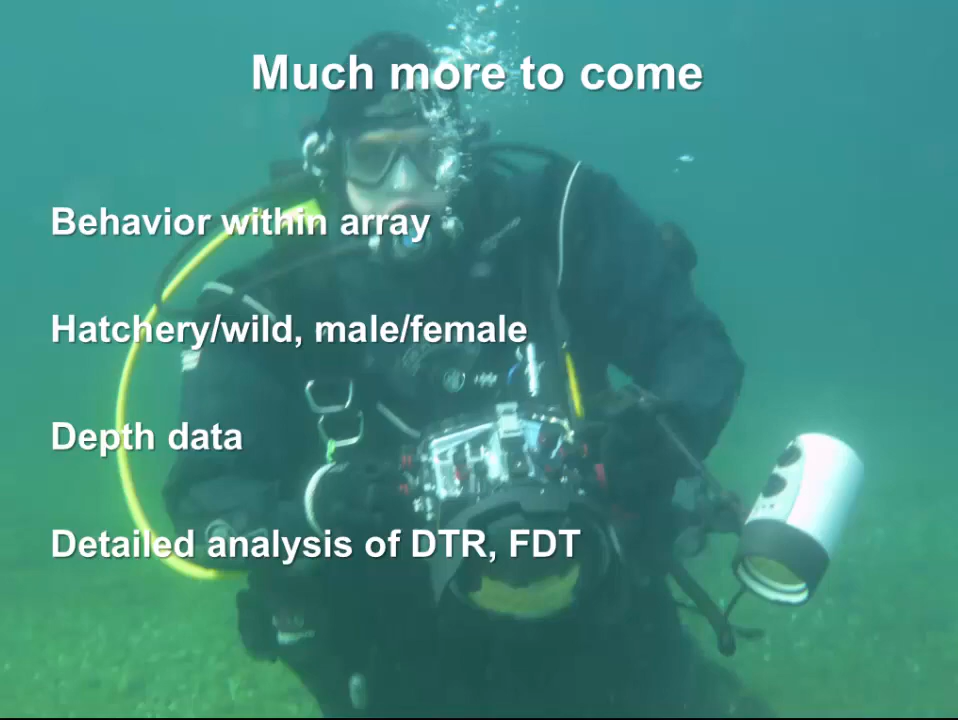 Much more to come
Behavior within array
Hatchery/wild, male/female
Depth data
Detailed analysis of DTR, FDT